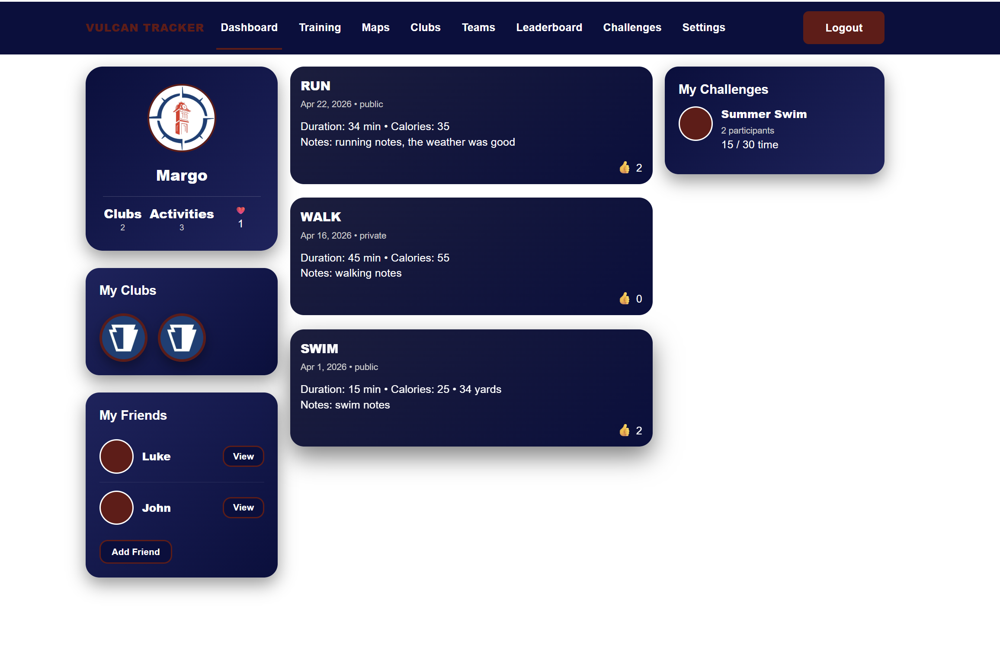 VULCAN TRACKER Dashboard Training Maps Clubs Teams Leaderboard Challenges Settings Logout
Margo
Clubs Activities
2 3 1
My Clubs
My Friends
Luke View
John View
Add Friend
RUN
Apr 22, 2026 • public
Duration: 34 min • Calories: 35
Notes: running notes, the weather was good
👍 2
WALK
Apr 16, 2026 • private
Duration: 45 min • Calories: 55
Notes: walking notes
👍 0
SWIM
Apr 1, 2026 • public
Duration: 15 min • Calories: 25 • 34 yards
Notes: swim notes
👍 2
My Challenges
Summer Swim
2 participants
15 / 30 time